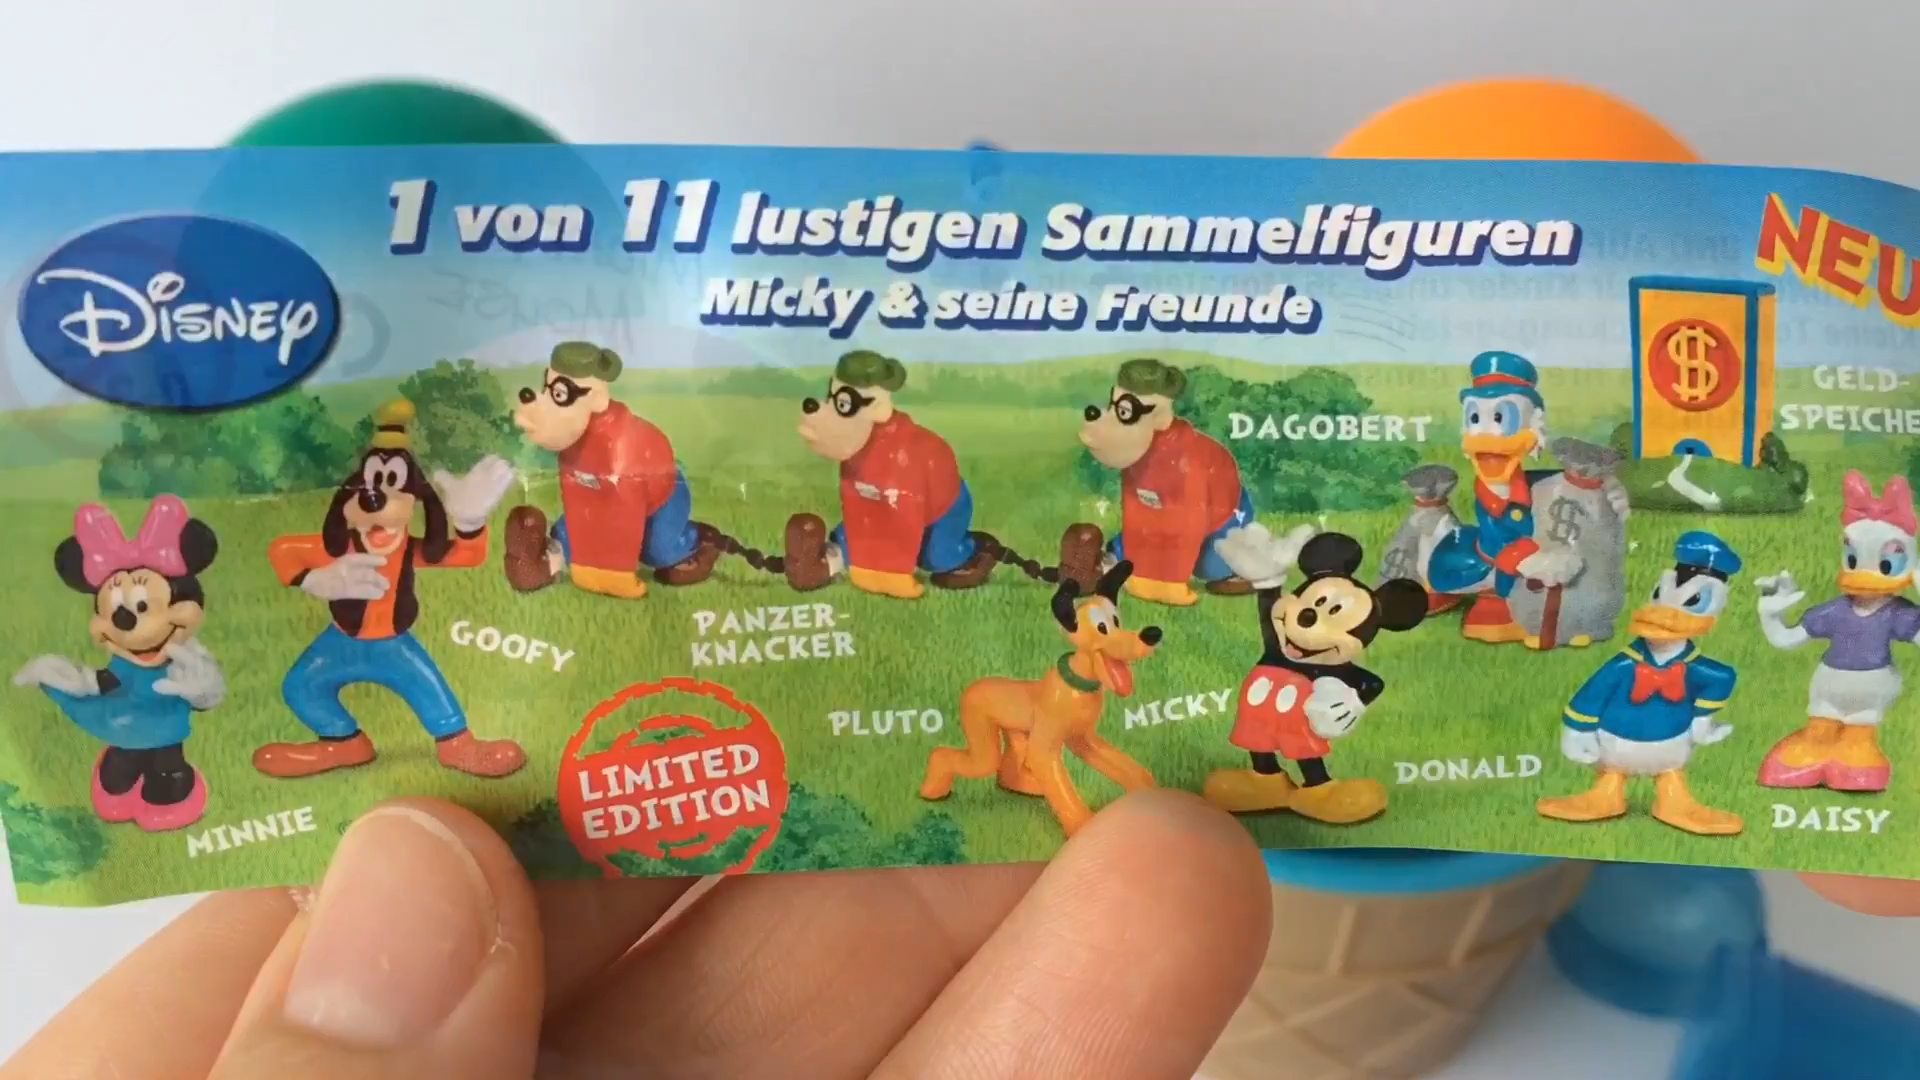 DISNEY
1 von 11 lustigen Sammelfiguren
Micky & seine Freunde
NEU
GELD-
SPEICHE
DAGOBERT
GOOFY
PANZER-
KNACKER
PLUTO
MICKY
DONALD
DAISY
MINNIE
LIMITED
EDITION